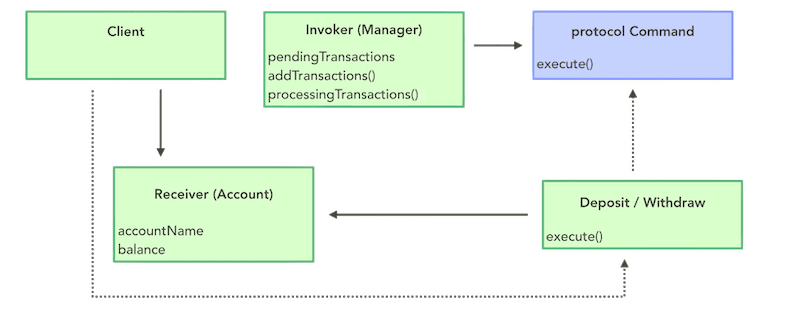 Client
Invoker (Manager)
pendingTransactions
addTransactions()
processingTransactions()
protocol Command
execute()
Receiver (Account)
accountName
balance
Deposit / Withdraw
execute()